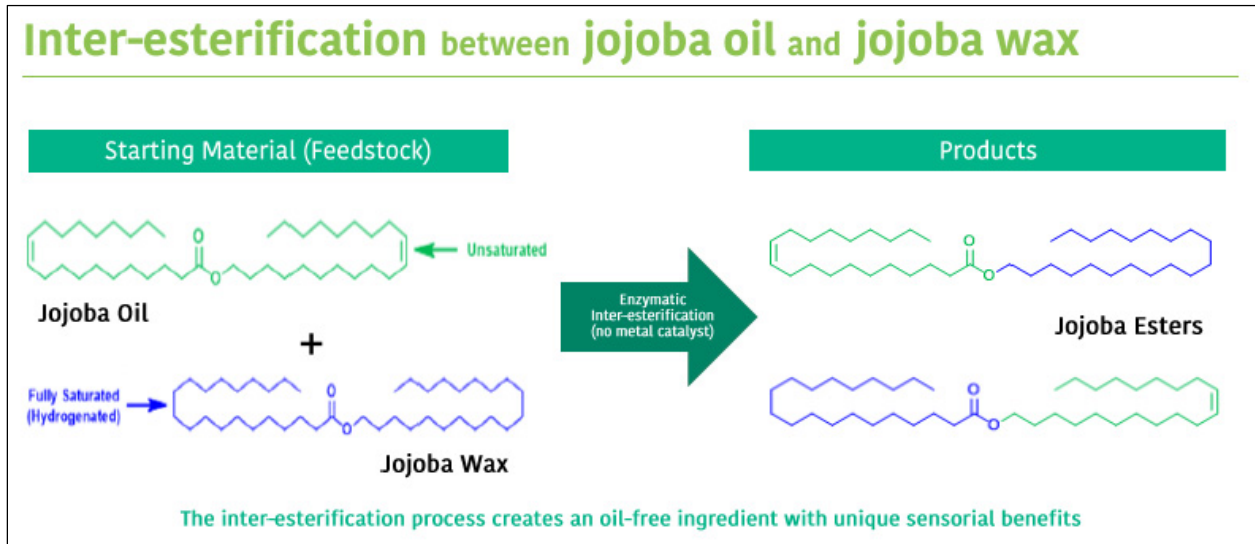 Inter-esterification between jojoba oil and jojoba wax
Starting Material (Feedstock)
Products
O
O
Unsaturated
Jojoba Oil
+
Fully Saturated
(Hydrogenated)
O
O
Jojoba Wax
Enzymatic
Inter-esterification
(no metal catalyst)
O
O
Jojoba Esters
O
O
The inter-esterification process creates an oil-free ingredient with unique sensorial benefits